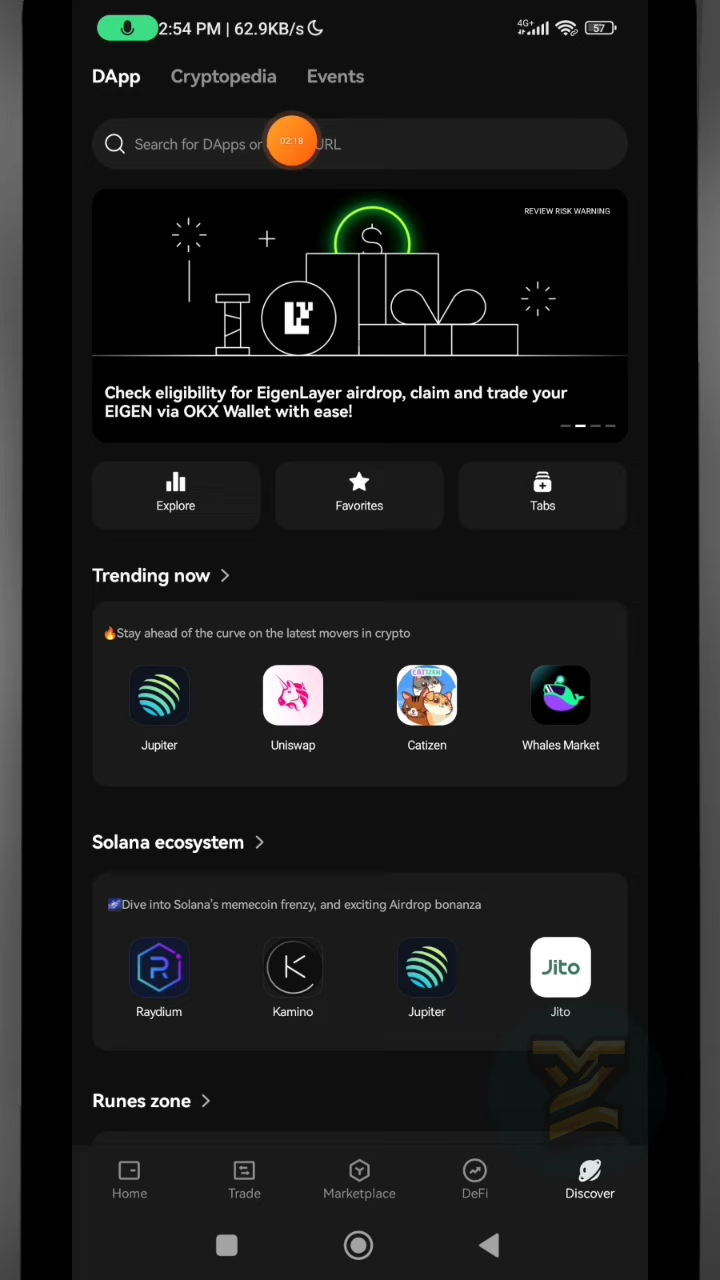 2:54 PM | 62.9KB/s
4G+
57
DApp Cryptopedia Events
Search for DApps or
02:18
URL
REVIEW RISK WARNING
Check eligibility for EigenLayer airdrop, claim and trade your
EIGEN via OKX Wallet with ease!
Explore Favorites Tabs
Trending now
🔥Stay ahead of the curve on the latest movers in crypto
CATIZEN
Jupiter Uniswap Catizen Whales Market
Solana ecosystem
🌌Dive into Solana's memecoin frenzy, and exciting Airdrop bonanza
Jito
Raydium Kamino Jupiter Jito
Runes zone
Home Trade Marketplace DeFi Discover